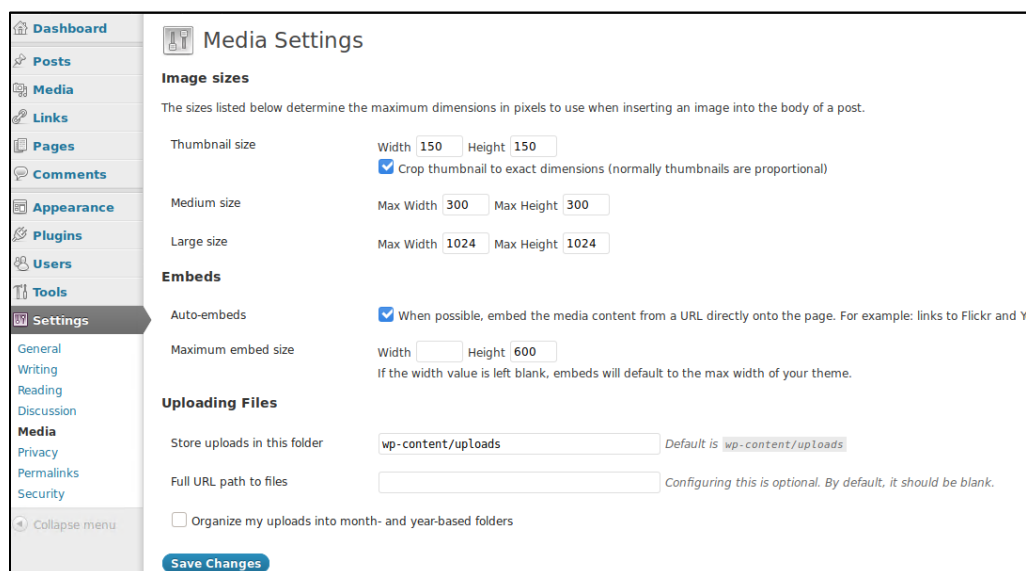 Dashboard
Posts
Media
Links
Pages
Comments
Appearance
Plugins
Users
Tools
Settings
General
Writing
Reading
Discussion
Media
Privacy
Permalinks
Security
Collapse menu
Media Settings
Image sizes
The sizes listed below determine the maximum dimensions in pixels to use when inserting an image into the body of a post.
Thumbnail size Width 150 Height 150
Crop thumbnail to exact dimensions (normally thumbnails are proportional)
Medium size Max Width 300 Max Height 300
Large size Max Width 1024 Max Height 1024
Embeds
Auto-embeds When possible, embed the media content from a URL directly onto the page. For example: links to Flickr and Y
Maximum embed size Width Height 600
If the width value is left blank, embeds will default to the max width of your theme.
Uploading Files
Store uploads in this folder wp-content/uploads Default is wp-content/uploads
Full URL path to files Configuring this is optional. By default, it should be blank.
Organize my uploads into month- and year-based folders
Save Changes